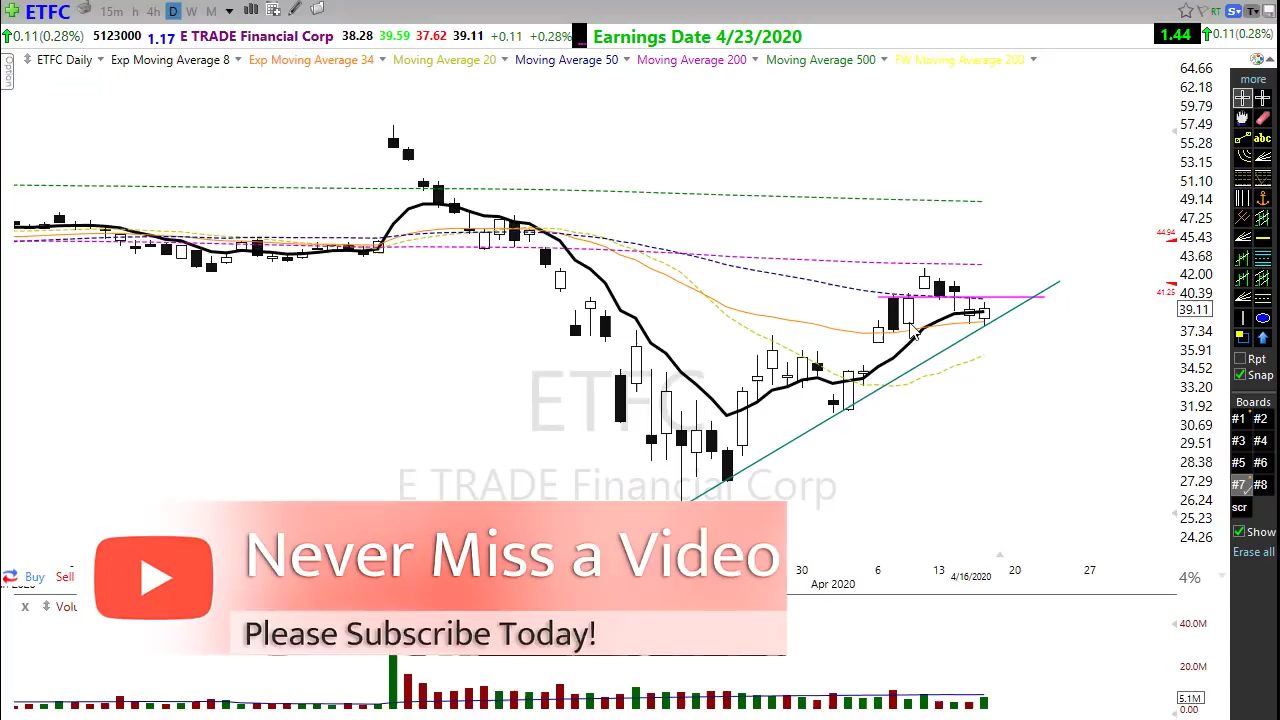 ETFC 15m h 4h D W M RT S T
0.11(0.28%) 5123000 1.17 E TRADE Financial Corp 38.28 39.59 37.62 39.11 +0.11 +0.28% Earnings Date 4/23/2020 1.44 0.11(0.28%)
Option
ETFC Daily Exp Moving Average 8 Exp Moving Average 34 Moving Average 20 Moving Average 50 Moving Average 200 Moving Average 500 FW Moving Average 200
64.66
62.18
59.79
57.49
55.28
53.15
51.10
49.14
47.25
45.43
43.68
42.00
40.39
39.11
37.34
35.91
34.52
33.20
31.92
30.69
29.51
28.38
27.29
26.24
25.23
24.26
44.94
41.25
more
abc
Rpt
Snap
Boards
#1 #2
#3 #4
#5 #6
#7 #8
scr
Show
Erase all
ETFC
E TRADE Financial Corp
Never Miss a Video
Please Subscribe Today!
Buy Sell
30 6 13 4/16/2020 20 27
Apr 2020
4%
x Volu
40.0M
20.0M
5.1M
0.00